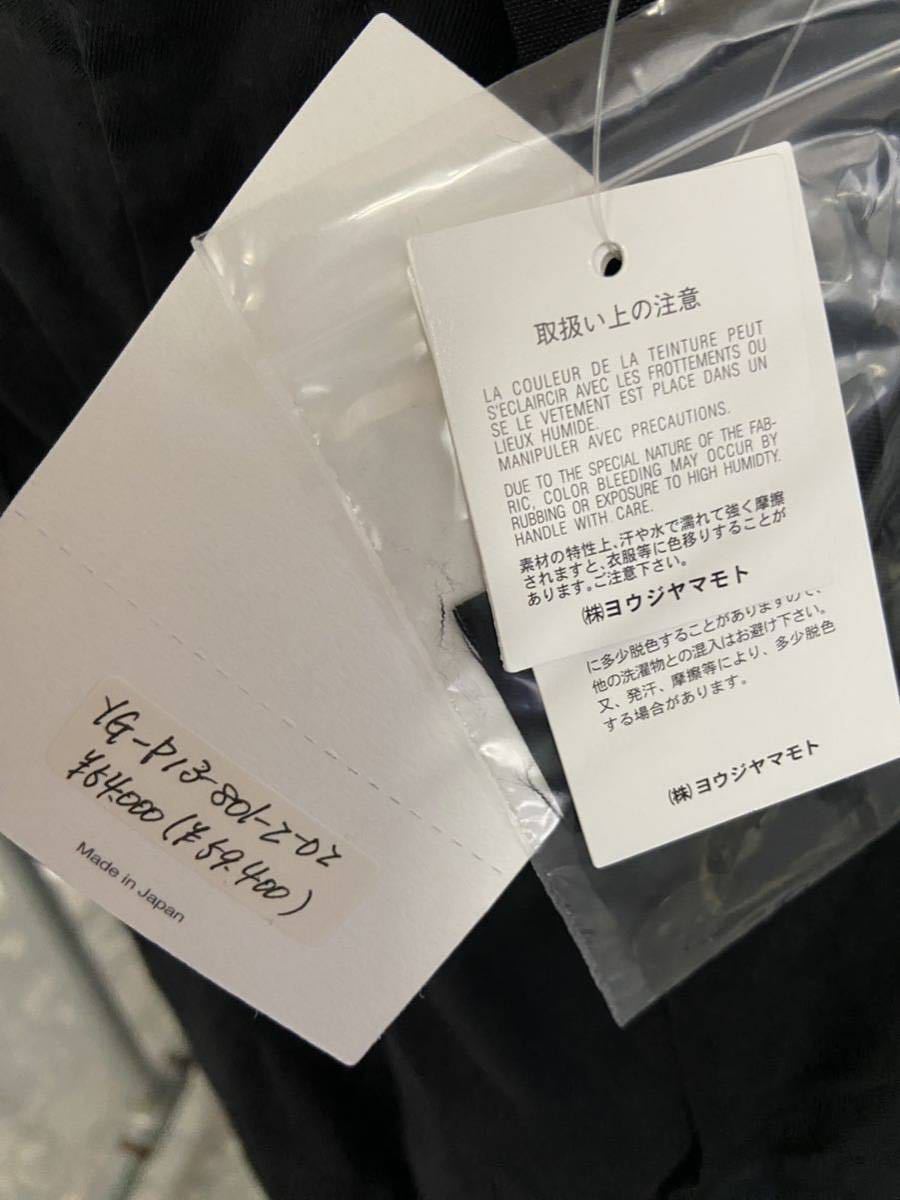 取扱い上の注意
LA COULEUR DE LA TEINTURE PEUT
S'ECLAIRCIR AVEC LES FROTTEMENTS OU
SE LE VETEMENT EST PLACE DANS UN
LIEUX HUMIDE.
MANIPULER AVEC PRECAUTIONS.
DUE TO THE SPECIAL NATURE OF THE FAB-
RIC, COLOR BLEEDING MAY OCCUR BY
RUBBING OR EXPOSURE TO HIGH HUMIDTY.
HANDLE WITH CARE.
素材の特性上、汗や水で濡れて強く摩擦
されますと、衣服等に色移りすることが
あります。ご注意下さい。
㈱ヨウジヤマモト
に多少脱色することがありますので、
他の洗濯物との混入はお避け下さい。
又、発汗、摩擦等により、多少脱色
する場合があります。
㈱ヨウジヤマモト
YG-P13-801-2-02
¥54.000(¥59.400)
Made in Japan